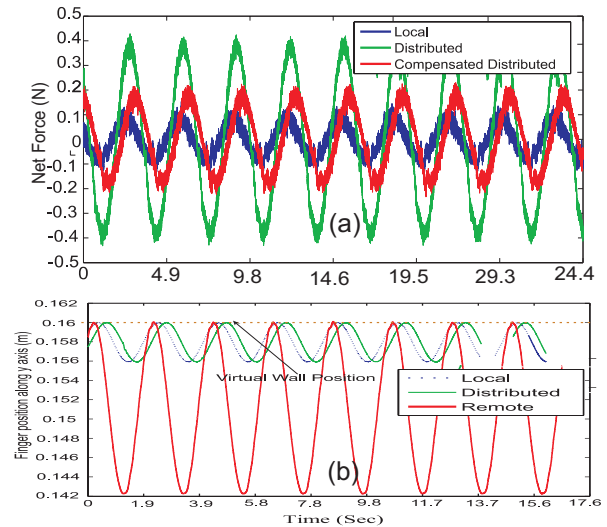 0.5
0.4
0.3
0.2
0.1
0
-0.1
-0.2
-0.3
-0.4
-0.5
Net Force (N)
Local
Distributed
Compensated Distributed
(a)
0 4.9 9.8 14.6 19.5 29.3 24.4
0.162
0.16
0.156
0.154
0.152
0.15
0.148
0.146
0.144
0.142
Finger position along y axis (m)
Virtual Wall Position
Local
Distributed
Remote
(b)
0 1.9 3.9 5.8 7.8 9.8 11.7 13.7 15.6 17.6
Time (Sec)